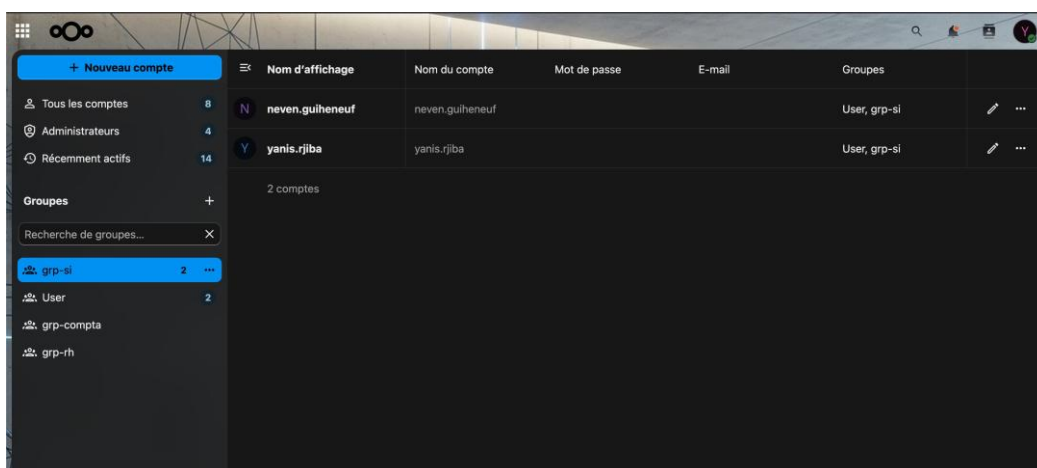 Y
+ Nouveau compte
Nom d'affichage Nom du compte Mot de passe E-mail Groupes
Tous les comptes 8
Administrateurs 4
Récemment actifs 14
N neven.guiheneuf neven.guiheneuf User, grp-si
Y yanis.rjiba yanis.rjiba User, grp-si
2 comptes
Groupes +
Recherche de groupes...
grp-si 2
User 2
grp-compta
grp-rh